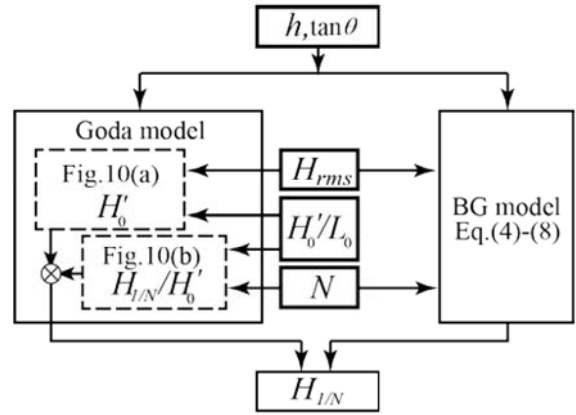 h,tanθ
Goda model
Fig.10(a)
H'₀
Fig.10(b)
H₁/N/H'₀
Hrms
H'₀/L₀
N
BG model
Eq.(4)-(8)
H₁/N